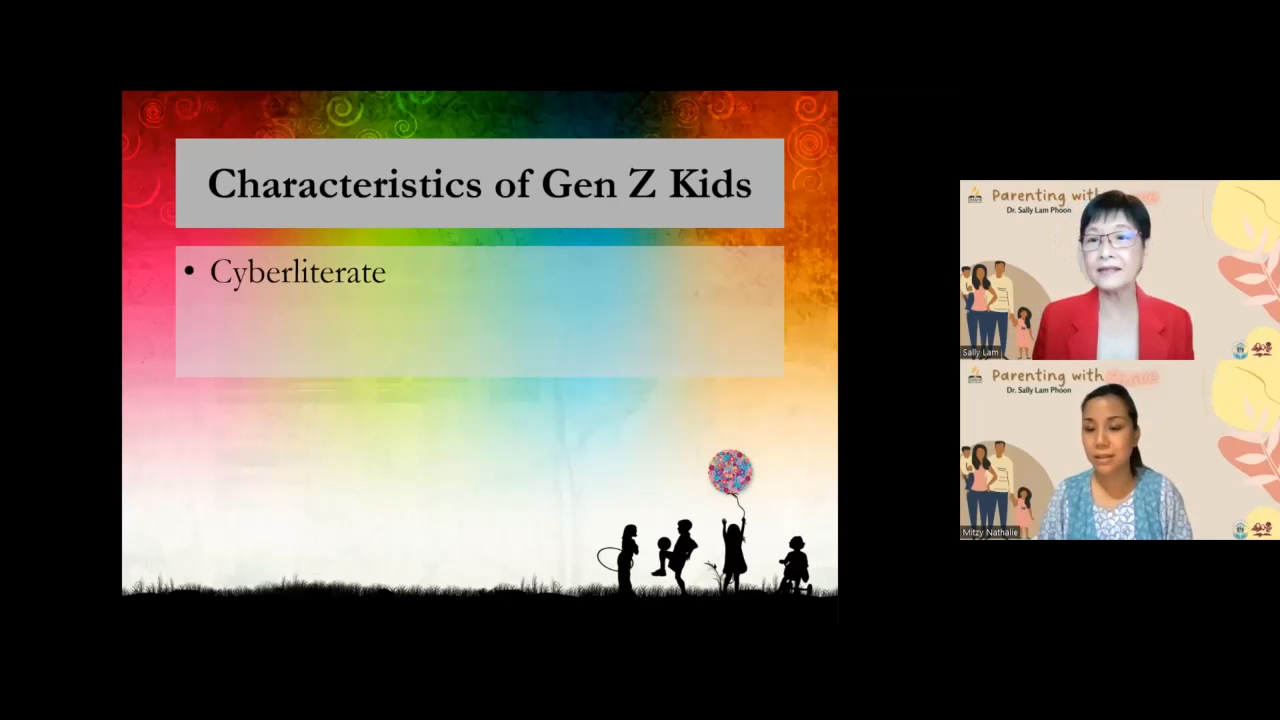 Characteristics of Gen Z Kids
• Cyberliterate
Parenting with
Dr. Sally Lam Phoon
Sally Lam
Parenting with Grace
Dr. Sally Lam Phoon
Mitzy Nathalie